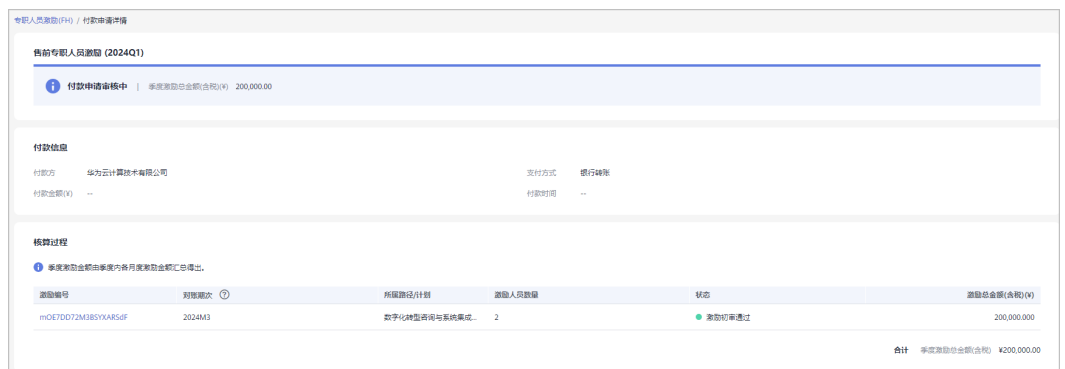 专职人员激励(FH) / 付款申请详情
售前专职人员激励 (2024Q1)
付款申请审核中 | 季度激励总金额(含税)(¥) 200,000.00
付款信息
付款方 华为云计算技术有限公司 支付方式 银行转账
付款金额(¥) -- 付款时间 --
核算过程
季度激励金额由季度内各月度激励金额汇总得出。
激励编号 对账期次 ? 所属路径/计划 激励人员数量 状态 激励总金额(含税)(¥)
mOE7DD72M3BSYXARSdF 2024M3 数字化转型咨询与系统集成... 2 激励初审通过 200,000.000
合计 季度激励总金额(含税) ¥200,000.00